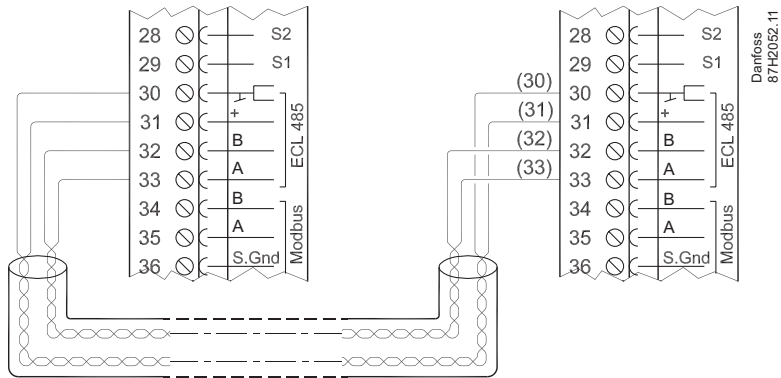 28 S2
29 S1
30
31 +
32 B
33 A
ECL 485
34 B
35 A
36 S.Gnd
Modbus
(30)
(31)
(32)
(33)
28 S2
29 S1
30
31 +
32 B
33 A
ECL 485
34 B
35 A
36 S.Gnd
Modbus
Danfoss
87H2052.11